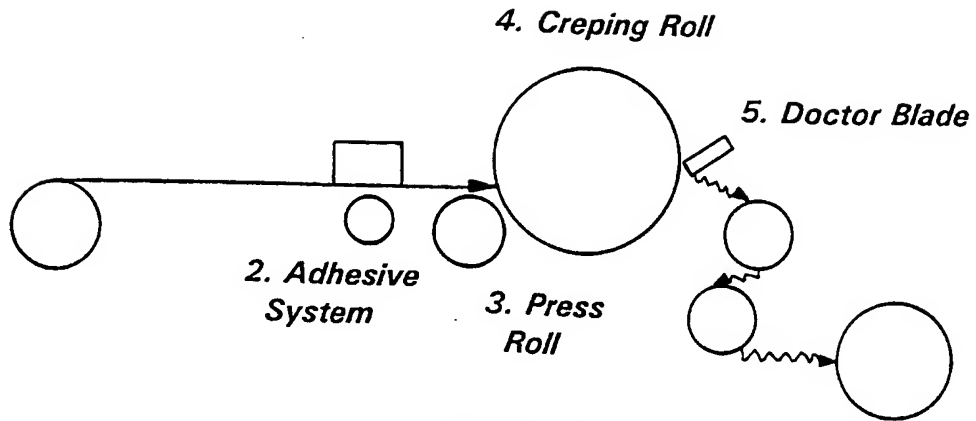 4. Creping Roll
5. Doctor Blade
2. Adhesive
System
3. Press
Roll